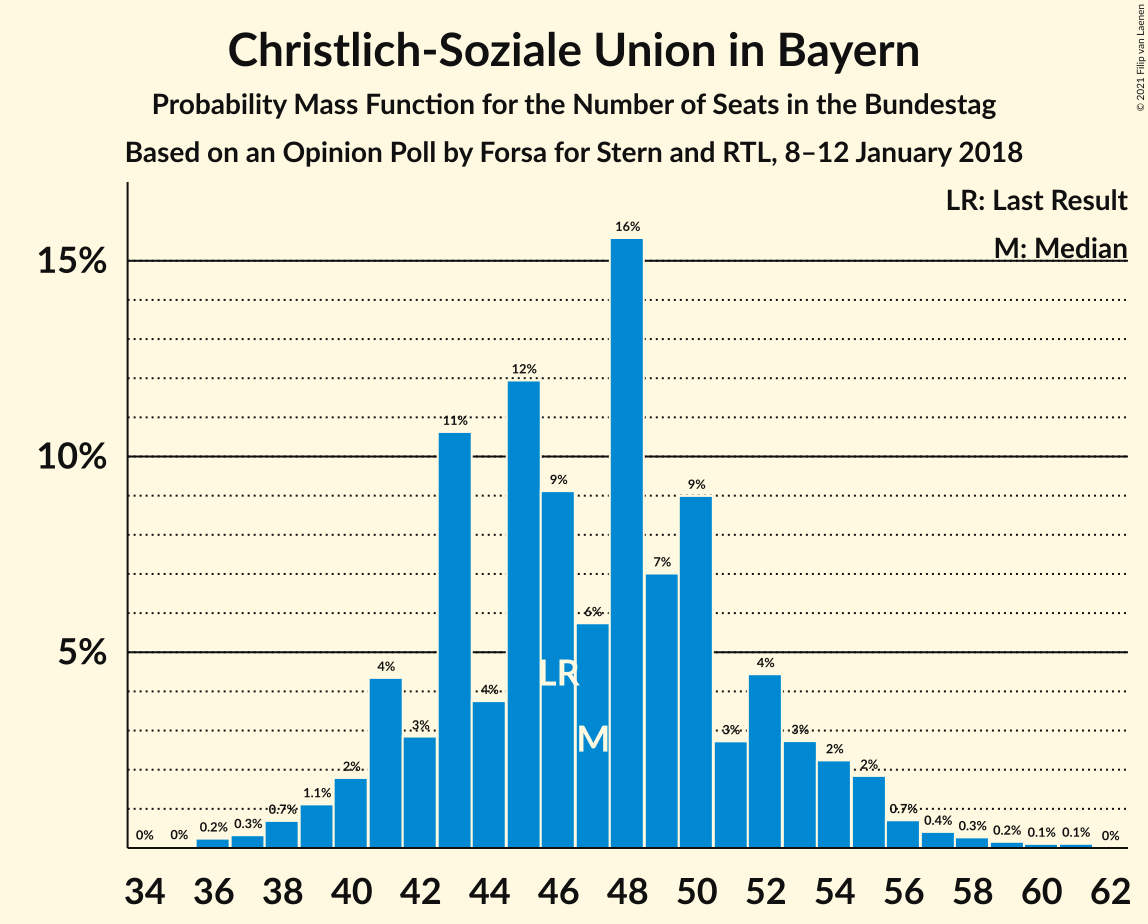 Christlich-Soziale Union in Bayern
Probability Mass Function for the Number of Seats in the Bundestag
Based on an Opinion Poll by Forsa for Stern and RTL, 8–12 January 2018
© 2021 Filip van Laenen
LR: Last Result
M: Median
15%
10%
5%
0% 0% 0.2% 0.3% 0.7% 1.1% 2% 4% 3% 11% 4% 12% 9% 6% 16% 7% 9% 3% 4% 3% 2% 2% 0.7% 0.4% 0.3% 0.2% 0.1% 0.1% 0%
LR
M
34 36 38 40 42 44 46 48 50 52 54 56 58 60 62